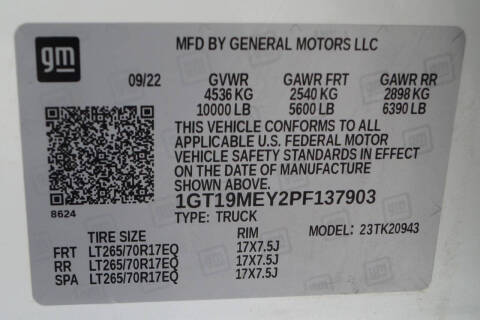 gm
MFD BY GENERAL MOTORS LLC
09/22 GVWR GAWR FRT GAWR RR
4536 KG 2540 KG 2898 KG
10000 LB 5600 LB 6390 LB
THIS VEHICLE CONFORMS TO ALL
APPLICABLE U.S. FEDERAL MOTOR
VEHICLE SAFETY STANDARDS IN EFFECT
ON THE DATE OF MANUFACTURE
SHOWN ABOVE.
8624
1GT19MEY2PF137903
TYPE: TRUCK
TIRE SIZE RIM MODEL: 23TK20943
FRT LT265/70R17EQ 17X7.5J
RR LT265/70R17EQ 17X7.5J
SPA LT265/70R17EQ 17X7.5J